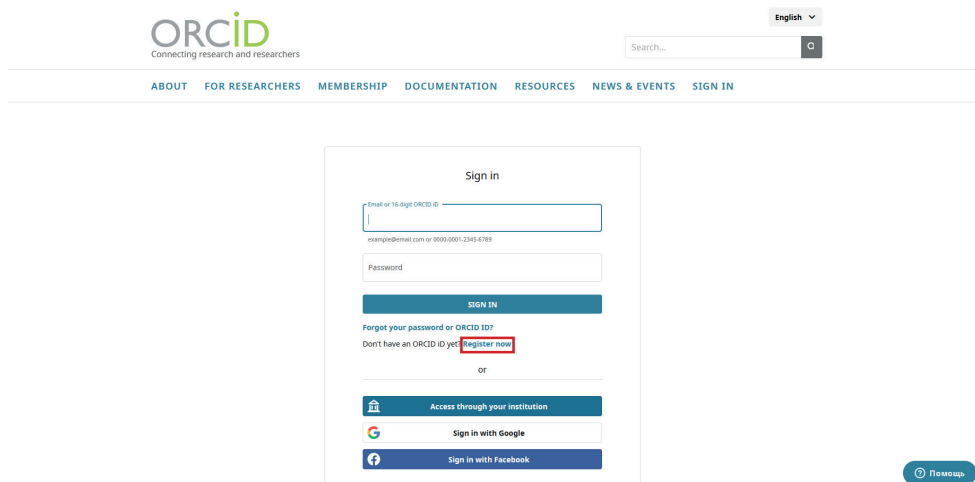 English
ORCID
Connecting research and researchers
Search...
ABOUT FOR RESEARCHERS MEMBERSHIP DOCUMENTATION RESOURCES NEWS & EVENTS SIGN IN
Sign in
Email or 16-digit ORCID iD
example@email.com or 0000-0001-2345-6789
Password
SIGN IN
Forgot your password or ORCID ID?
Don't have an ORCID iD yet? Register now
or
Access through your institution
Sign in with Google
Sign in with Facebook
Помощь